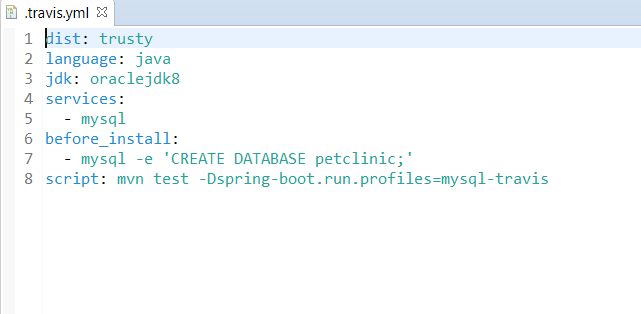 .travis.yml
1 dist: trusty
2 language: java
3 jdk: oraclejdk8
4 services:
5   - mysql
6 before_install:
7   - mysql -e 'CREATE DATABASE petclinic;'
8 script: mvn test -Dspring-boot.run.profiles=mysql-travis